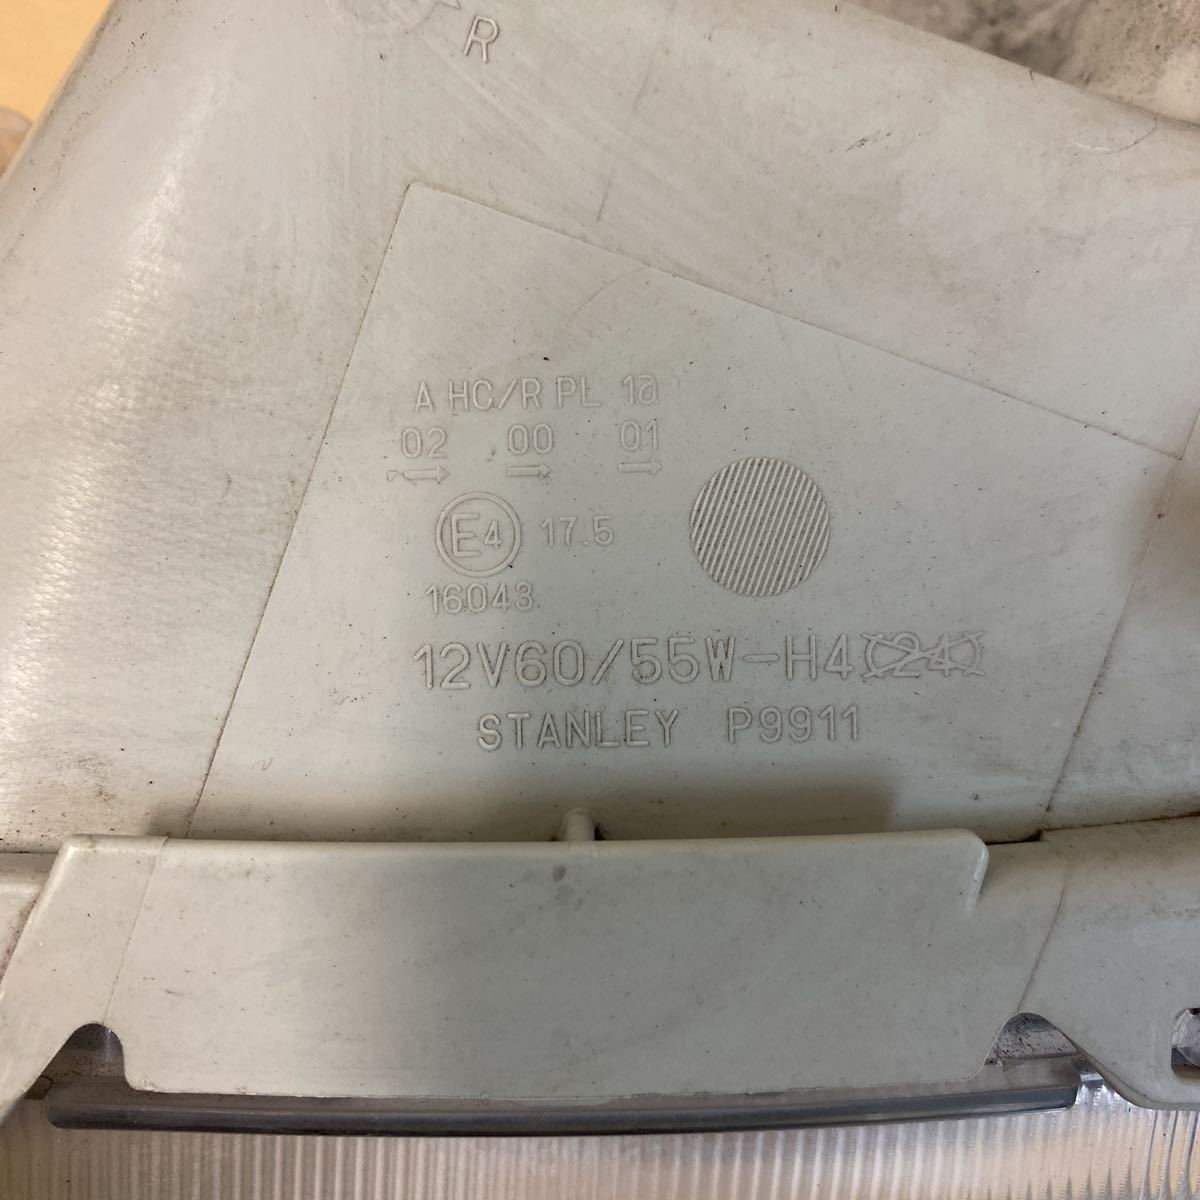 R
A HC/R PL 1a
02 00 01
E4 17.5
16043
12V60/55W-H4
STANLEY P9911